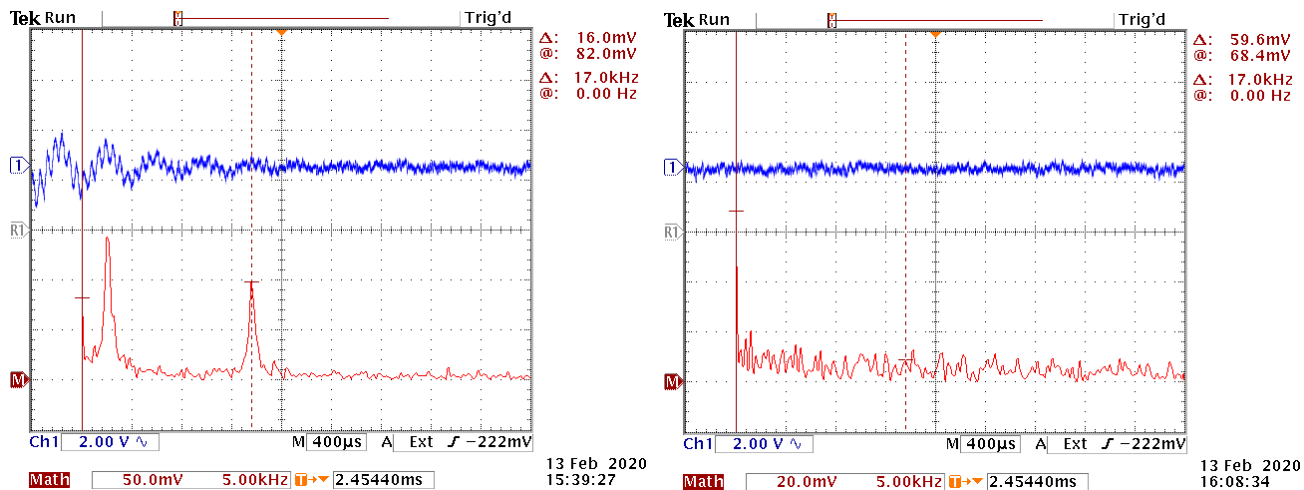 Tek Run Trig'd
Δ: 16.0mV
@: 82.0mV
Δ: 17.0kHz
@: 0.00 Hz
1
R1
M
Ch1 2.00 V ∿ M 400µs A Ext ʃ −222mV
Math 50.0mV 5.00kHz T→▼ 2.45440ms
13 Feb 2020
15:39:27
Tek Run Trig'd
Δ: 59.6mV
@: 68.4mV
Δ: 17.0kHz
@: 0.00 Hz
1
R1
M
Ch1 2.00 V ∿ M 400µs A Ext ʃ −222mV
Math 20.0mV 5.00kHz T→▼ 2.45440ms
13 Feb 2020
16:08:34